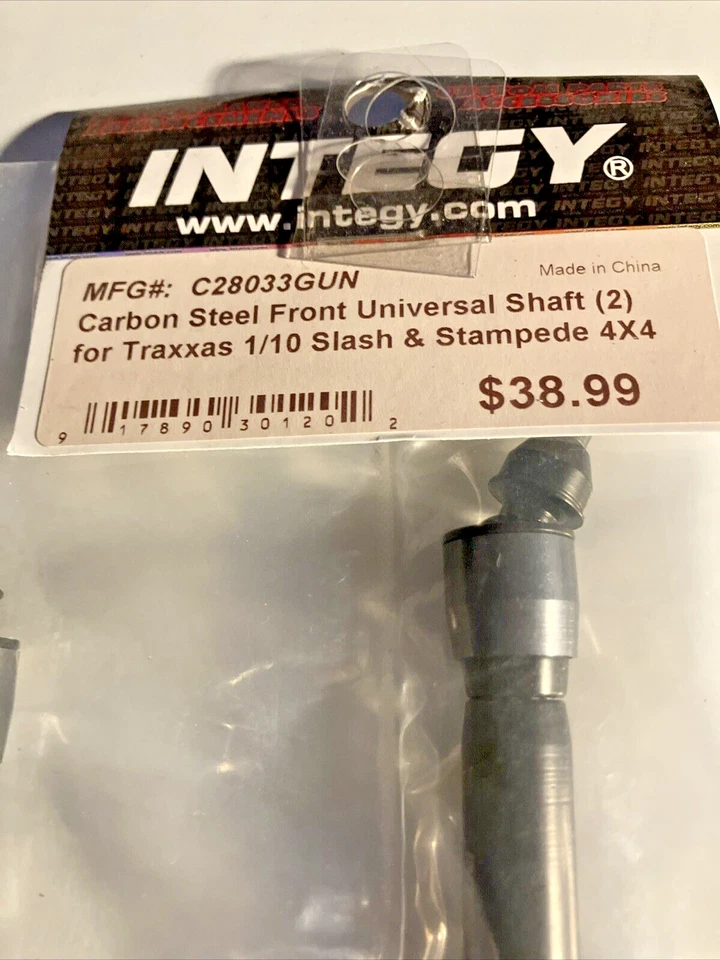 INTEGY®
www.integy.com
MFG#: C28033GUN
Made in China
Carbon Steel Front Universal Shaft (2)
for Traxxas 1/10 Slash & Stampede 4X4
$38.99
9 17890 30120 2